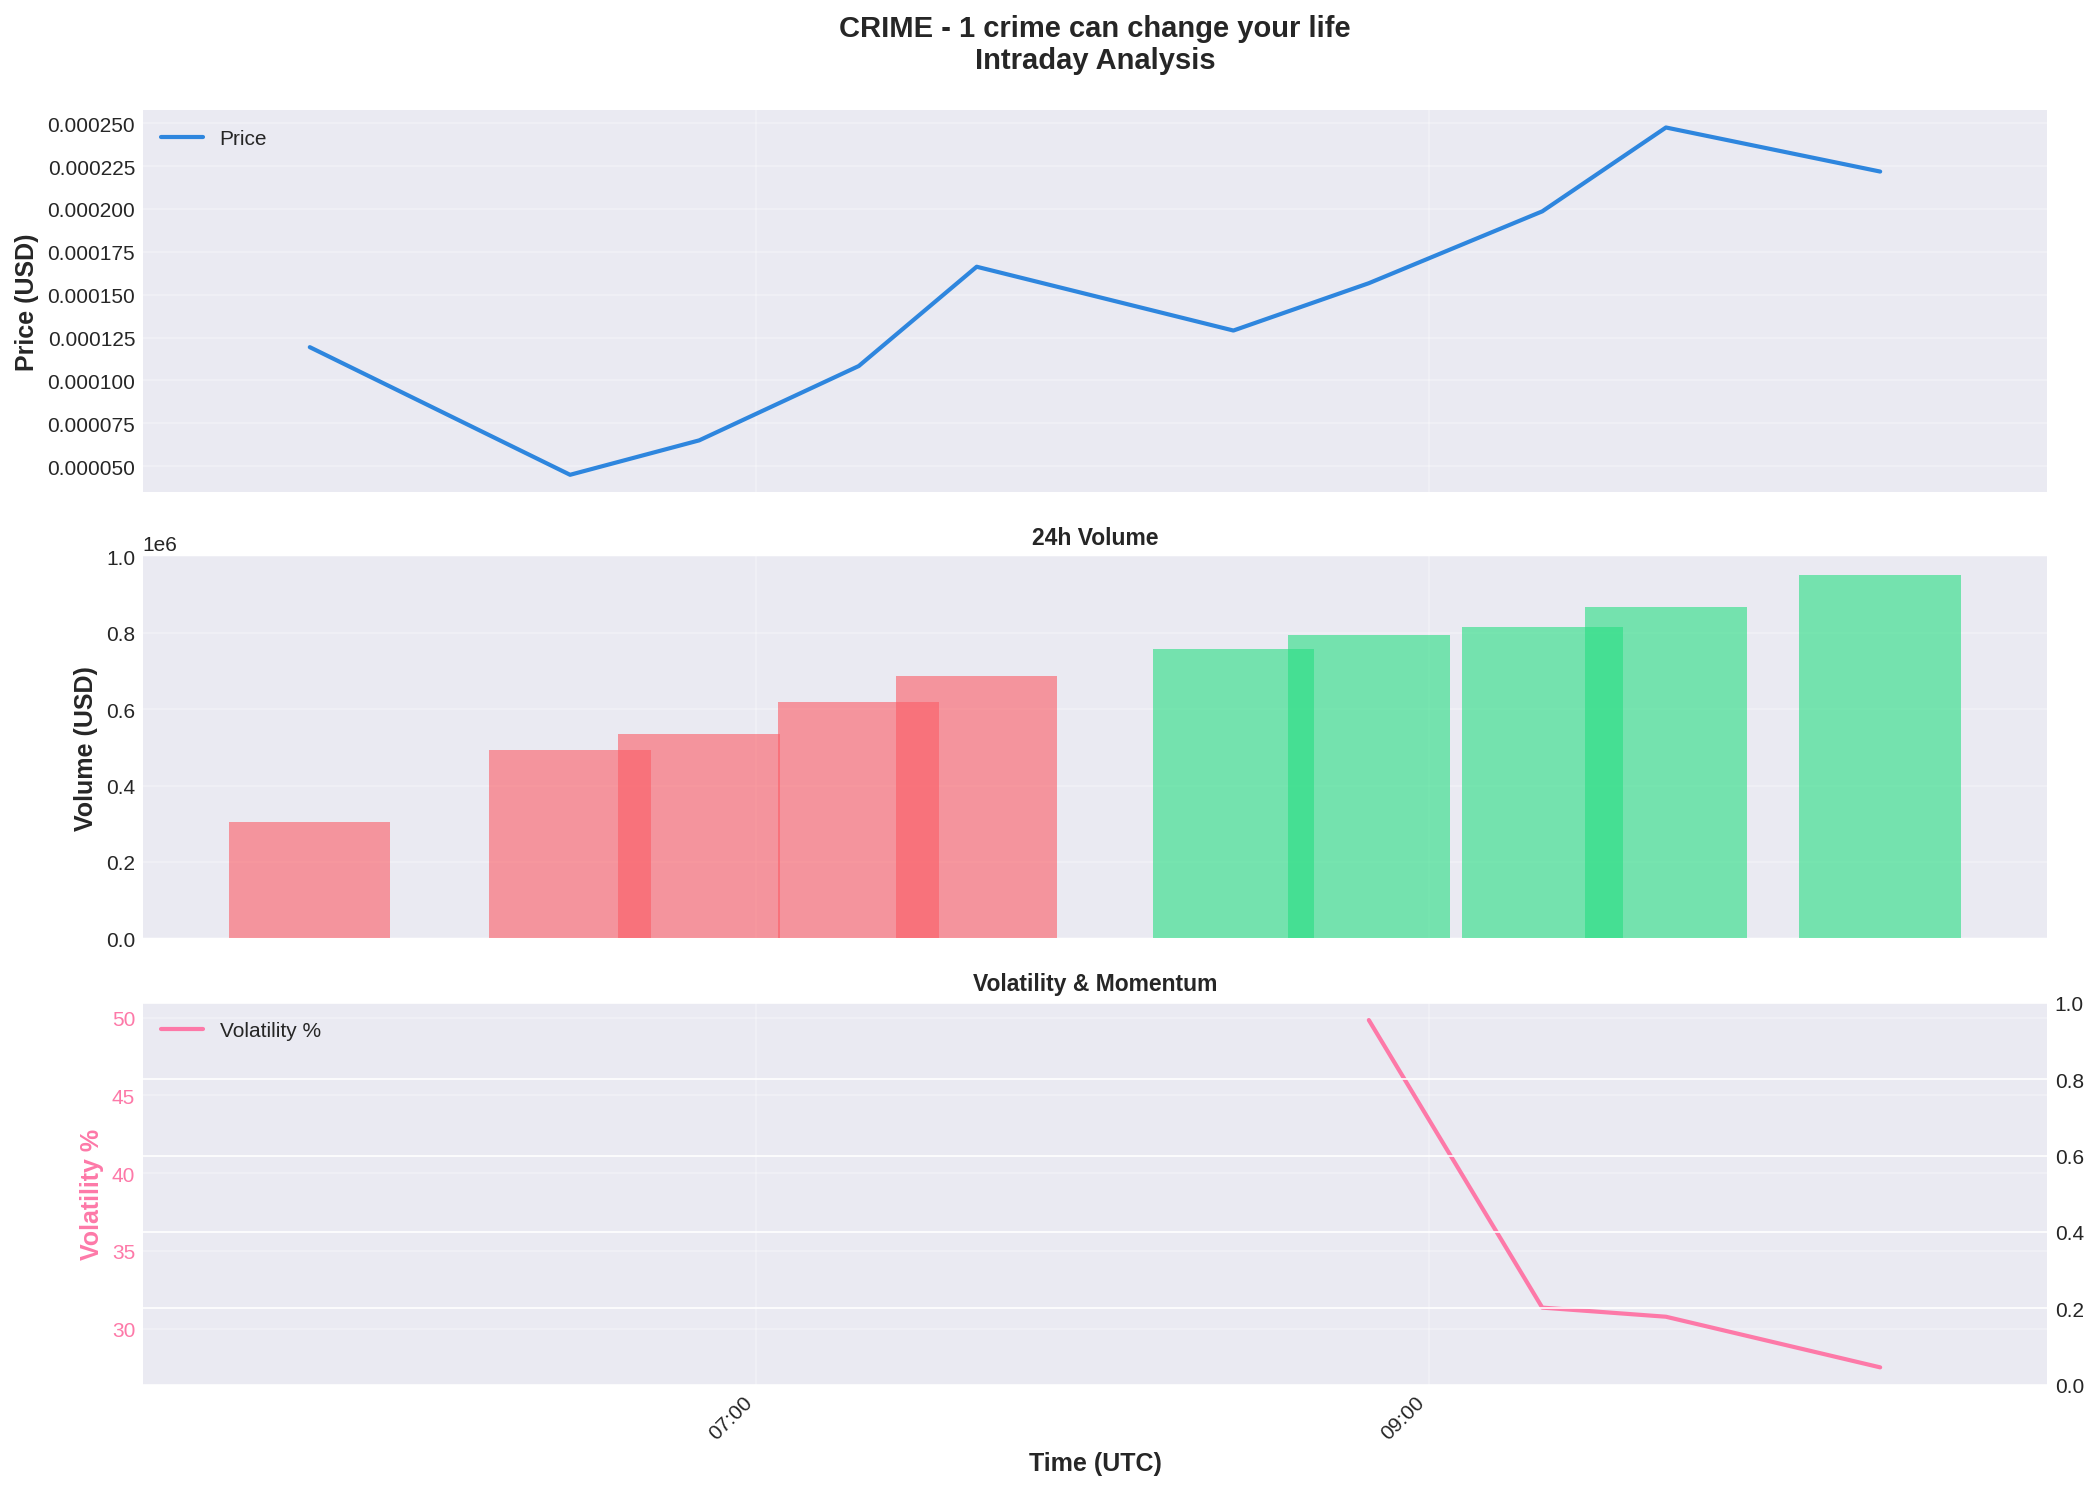 CRIME - 1 crime can change your life
Intraday Analysis
Price
0.000250
0.000225
0.000200
0.000175
0.000150
0.000125
0.000100
0.000075
0.000050
Price (USD)
24h Volume
1e6
1.0
0.8
0.6
0.4
0.2
0.0
Volume (USD)
Volatility & Momentum
Volatility %
50
45
40
35
30
Volatility %
1.0
0.8
0.6
0.4
0.2
0.0
07:00
09:00
Time (UTC)